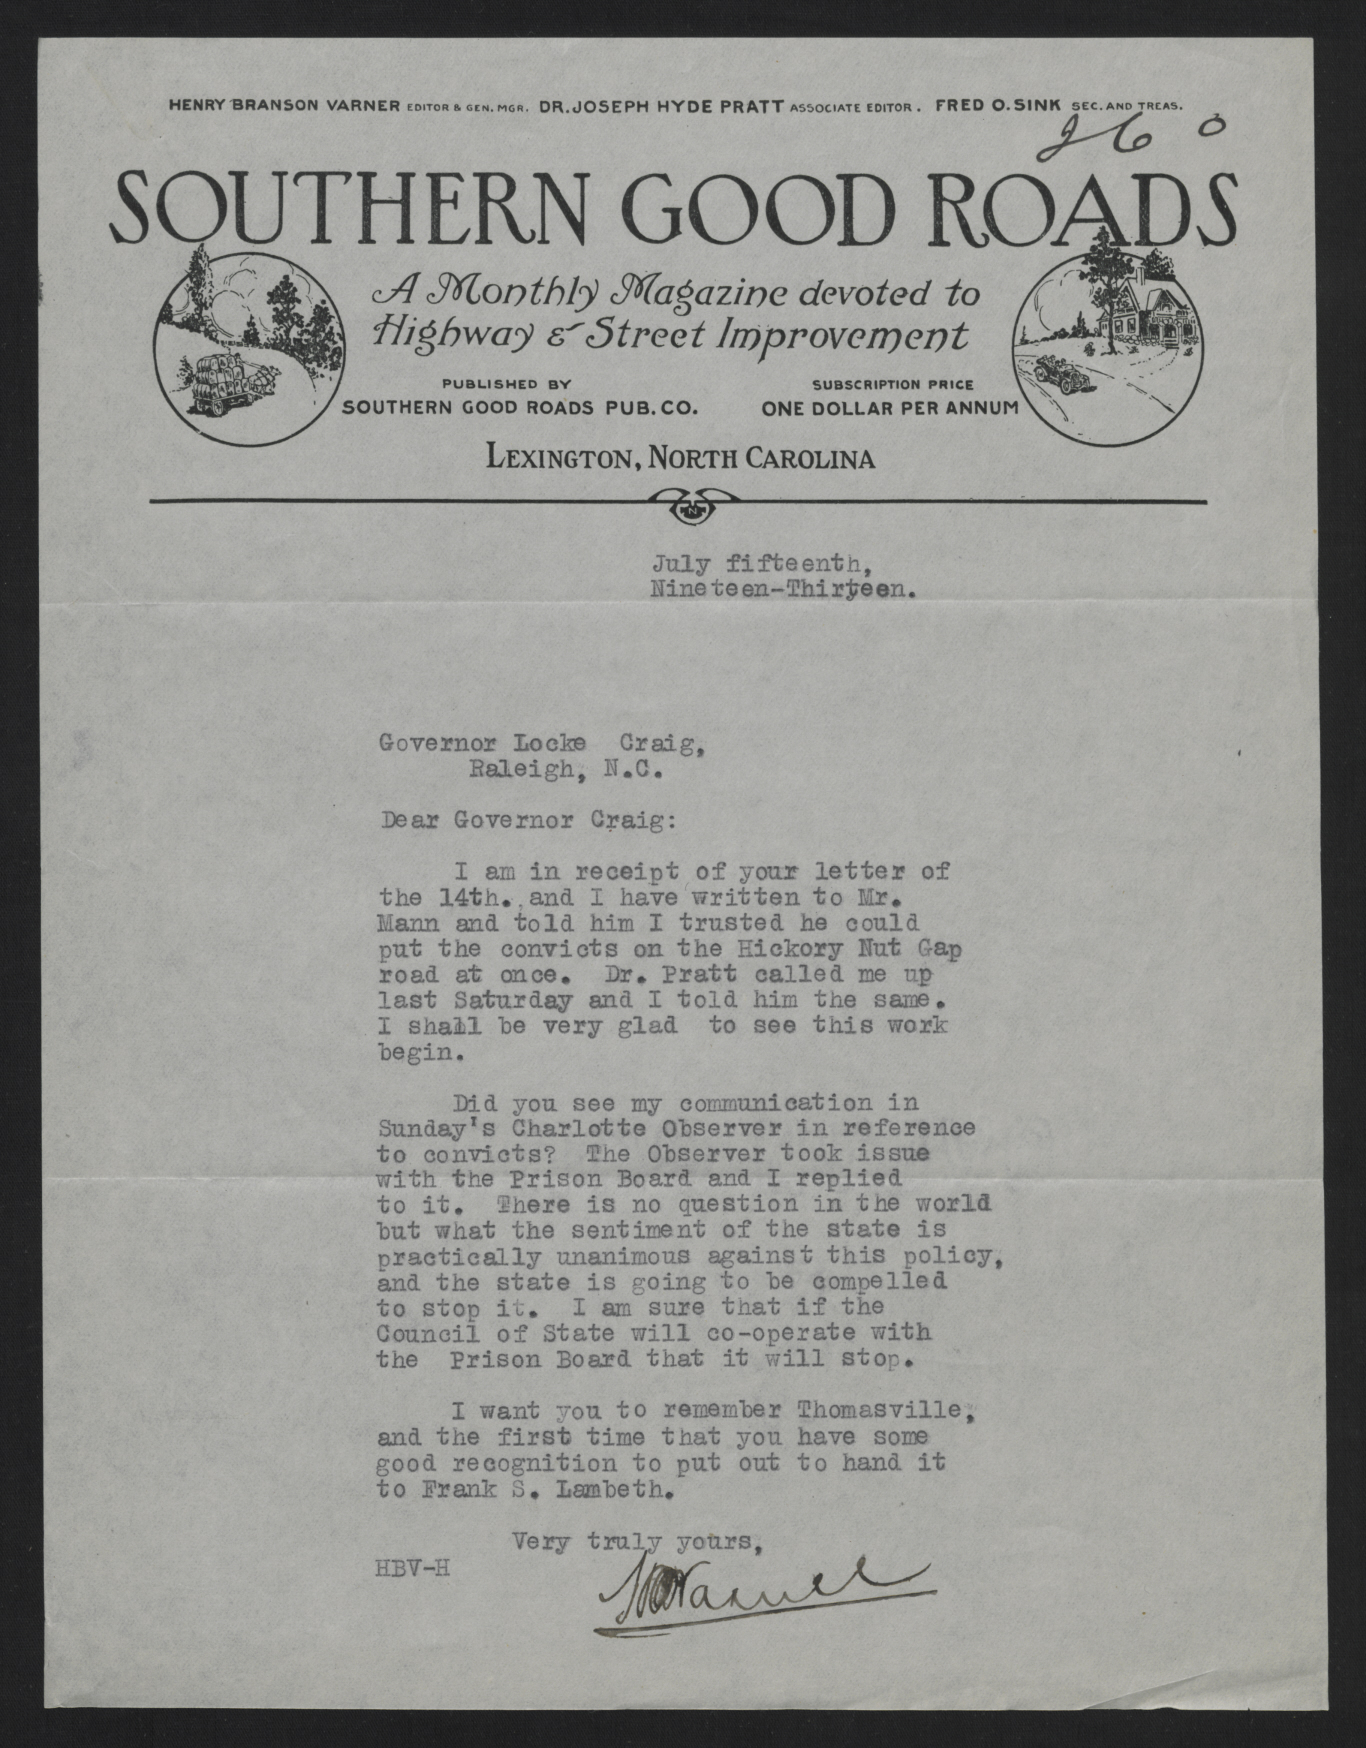 HENRY BRANSON VARNER EDITOR & GEN. MGR. DR. JOSEPH HYDE PRATT ASSOCIATE EDITOR. FRED O. SINK SEC. AND TREAS.
26 0
SOUTHERN GOOD ROADS
A Monthly Magazine devoted to
Highway & Street Improvement
PUBLISHED BY
SOUTHERN GOOD ROADS PUB. CO.
SUBSCRIPTION PRICE
ONE DOLLAR PER ANNUM
LEXINGTON, NORTH CAROLINA
July fifteenth,
Nineteen-Thirteen.
Governor Locke Craig,
Raleigh, N.C.
Dear Governor Craig:
I am in receipt of your letter of
the 14th., and I have written to Mr.
Mann and told him I trusted he could
put the convicts on the Hickory Nut Gap
road at once. Dr. Pratt called me up
last Saturday and I told him the same.
I shall be very glad to see this work
begin.
Did you see my communication in
Sunday's Charlotte Observer in reference
to convicts? The Observer took issue
with the Prison Board and I replied
to it. There is no question in the world
but what the sentiment of the state is
practically unanimous against this policy,
and the state is going to be compelled
to stop it. I am sure that if the
Council of State will co-operate with
the Prison Board that it will stop.
I want you to remember Thomasville,
and the first time that you have some
good recognition to put out to hand it
to Frank S. Lambeth.
Very truly yours,
HBV-H
HBVarner